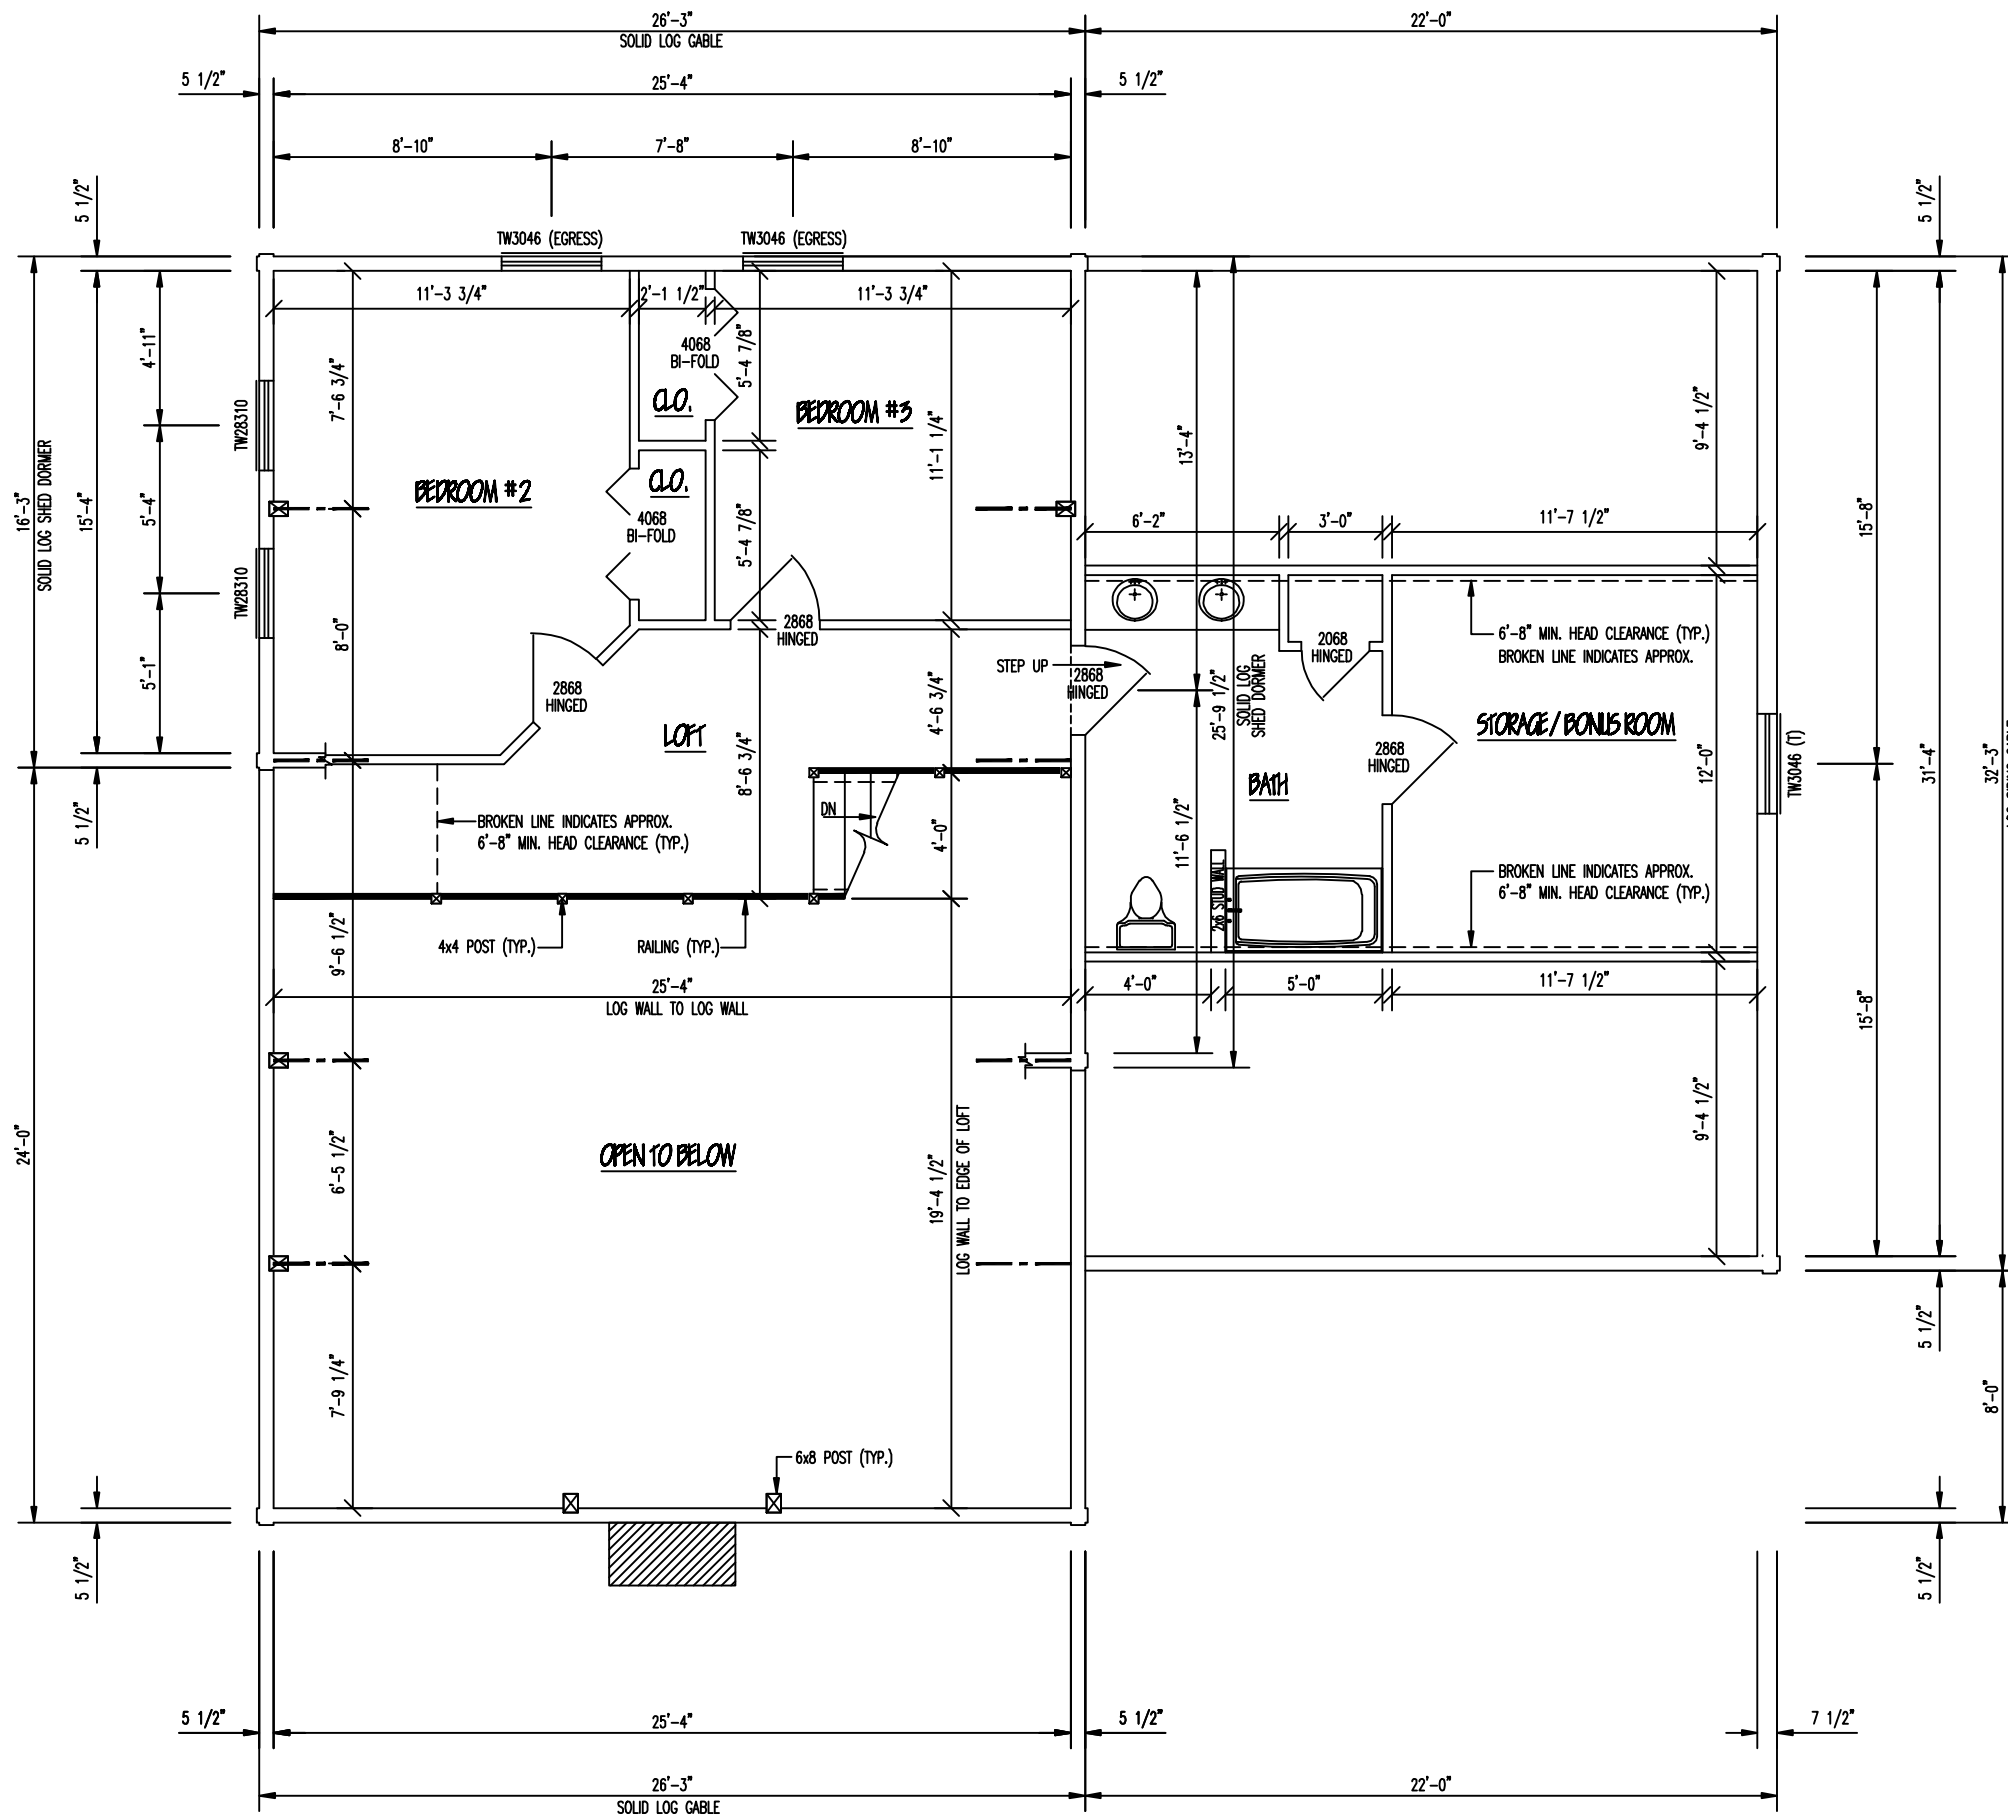 26'-3"
22'-0"
SOLID LOG GABLE
5 1/2"
25'-4"
5 1/2"
8'-10"
7'-8"
8'-10"
5 1/2"
5 1/2"
TW3046 (EGRESS)
TW3046 (EGRESS)
11'-3 3/4"
2'-1 1/2"
11'-3 3/4"
4'-11"
7'-6 3/4"
4068
BI-FOLD
5'-4 7/8"
CLO.
BEDROOM #3
11'-1 1/4"
13'-4"
9'-4 1/2"
TW28310
SOLID LOG SHED DORMER
16'-3"
15'-4"
5'-4"
BEDROOM #2
CLO.
4068
BI-FOLD
5'-4 7/8"
6'-2"
3'-0"
11'-7 1/2"
15'-8"
TW28310
8'-0"
5'-1"
2868
HINGED
2068
HINGED
6'-8" MIN. HEAD CLEARANCE (TYP.)
BROKEN LINE INDICATES APPROX.
STEP UP
2868
HINGED
2868
HINGED
25'-9 1/2"
SOLID LOG
SHED DORMER
4'-6 3/4"
LOFT
8'-6 3/4"
STORAGE/BONUS ROOM
2868
HINGED
12'-0"
TW3046 (T)
31'-4"
32'-3"
BATH
DN
BROKEN LINE INDICATES APPROX.
6'-8" MIN. HEAD CLEARANCE (TYP.)
5 1/2"
4'-0"
11'-6 1/2"
2x6 STUD WALL
BROKEN LINE INDICATES APPROX.
6'-8" MIN. HEAD CLEARANCE (TYP.)
4x4 POST (TYP.)
RAILING (TYP.)
9'-6 1/2"
25'-4"
LOG WALL TO LOG WALL
4'-0"
5'-0"
11'-7 1/2"
15'-8"
24'-0"
6'-5 1/2"
OPEN TO BELOW
19'-4 1/2"
LOG WALL TO EDGE OF LOFT
9'-4 1/2"
5 1/2"
7'-9 1/4"
8'-0"
6x8 POST (TYP.)
5 1/2"
5 1/2"
5 1/2"
25'-4"
5 1/2"
7 1/2"
26'-3"
22'-0"
SOLID LOG GABLE